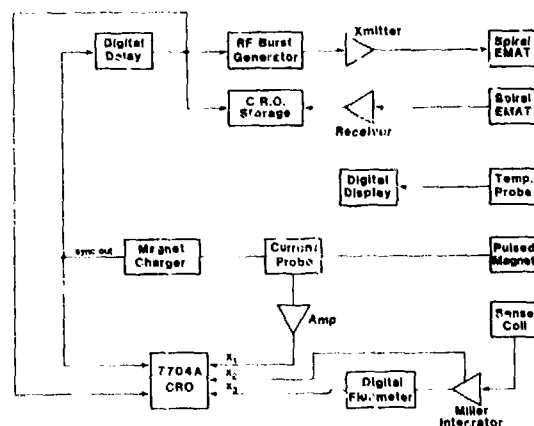 Xmitter
Digital
Delay
RF Burst
Generator
Spiral
EMAT
C.R.O.
Storage
Receiver
Spiral
EMAT
Digital
Display
Temp.
Probe
sync out
Magnet
Charger
Current
Probe
Pulsed
Magnet
Amp
Sense
Coil
7704A
CRO
X1
X2
X3
Digital
Fluxmeter
Miller
Integrator